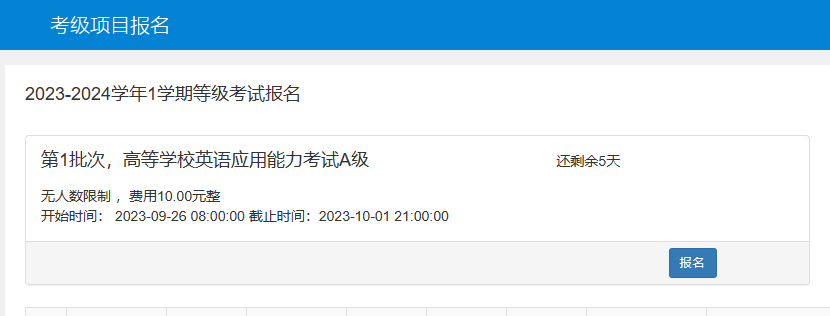 考级项目报名
2023-2024学年1学期等级考试报名
第1批次，高等学校英语应用能力考试A级
还剩余5天
无人数限制 ，费用10.00元整
开始时间： 2023-09-26 08:00:00 截止时间：2023-10-01 21:00:00
报名